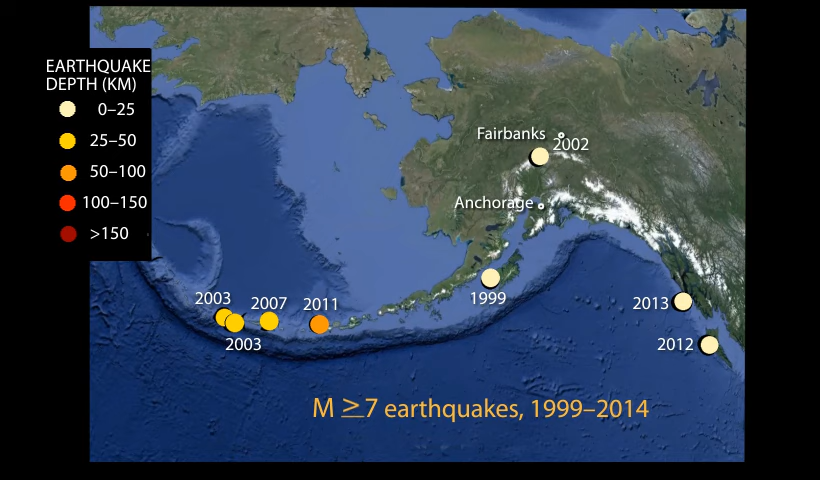 EARTHQUAKE
DEPTH (KM)
0–25
25–50
50–100
100–150
>150
Fairbanks
2002
Anchorage
2003
2007
2011
1999
2013
2003
2012
M ≥7 earthquakes, 1999–2014